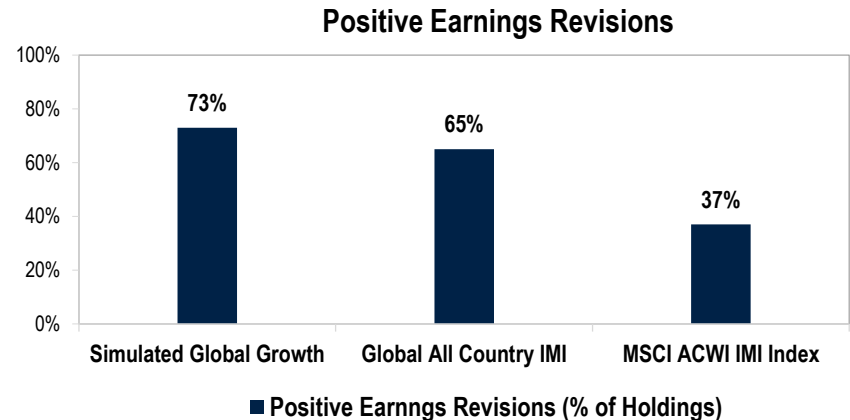 Positive Earnings Revisions
100%
80%
60%
40%
20%
0%
73%
65%
37%
Simulated Global Growth
Global All Country IMI
MSCI ACWI IMI Index
Positive Earnngs Revisions (% of Holdings)